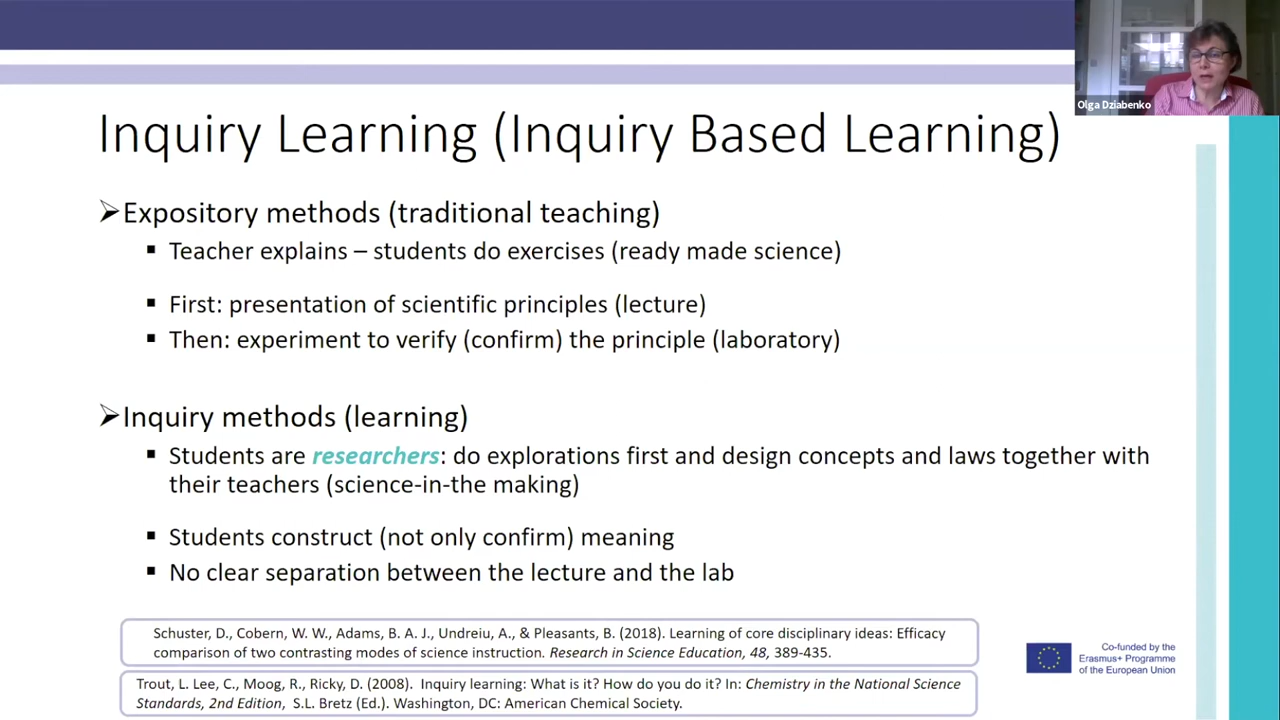 Olga Dziabenko
Inquiry Learning (Inquiry Based Learning)
Expository methods (traditional teaching)
Teacher explains – students do exercises (ready made science)
First: presentation of scientific principles (lecture)
Then: experiment to verify (confirm) the principle (laboratory)
Inquiry methods (learning)
Students are researchers: do explorations first and design concepts and laws together with
their teachers (science-in-the making)
Students construct (not only confirm) meaning
No clear separation between the lecture and the lab
Schuster, D., Cobern, W. W., Adams, B. A. J., Undreiu, A., & Pleasants, B. (2018). Learning of core disciplinary ideas: Efficacy
comparison of two contrasting modes of science instruction. Research in Science Education, 48, 389-435.
Trout, L. Lee, C., Moog, R., Ricky, D. (2008). Inquiry learning: What is it? How do you do it? In: Chemistry in the National Science
Standards, 2nd Edition, S.L. Bretz (Ed.). Washington, DC: American Chemical Society.
Co-funded by the
Erasmus+ Programme
of the European Union